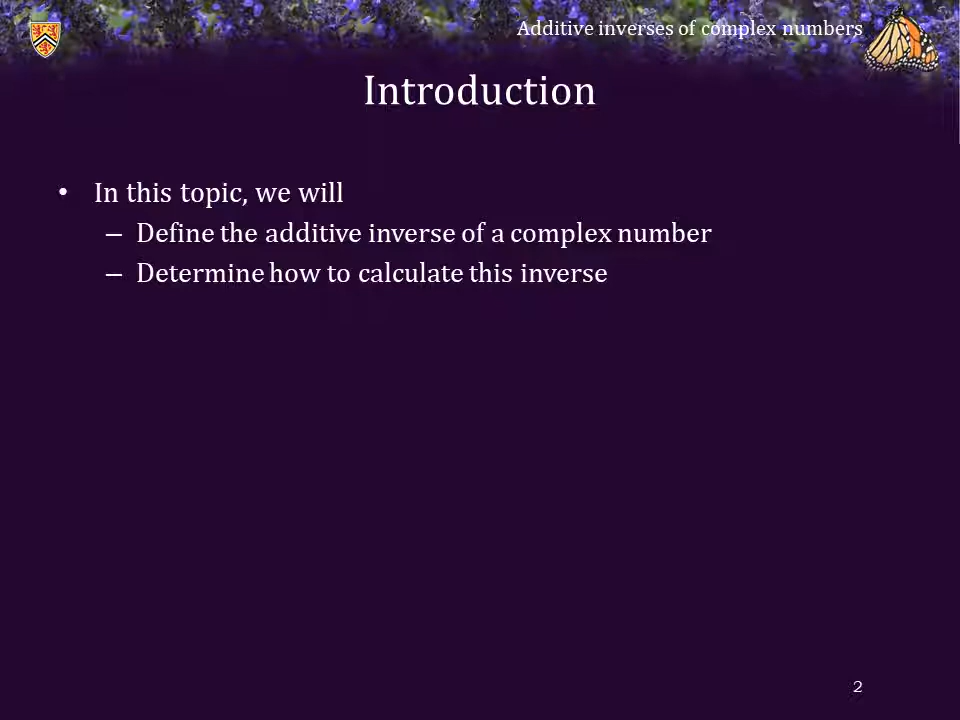 Additive inverses of complex numbers
Introduction
• In this topic, we will
– Define the additive inverse of a complex number
– Determine how to calculate this inverse
2